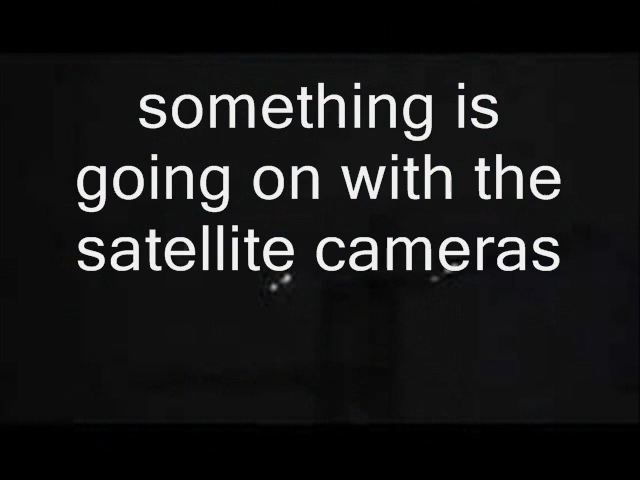 something is
going on with the
satellite cameras